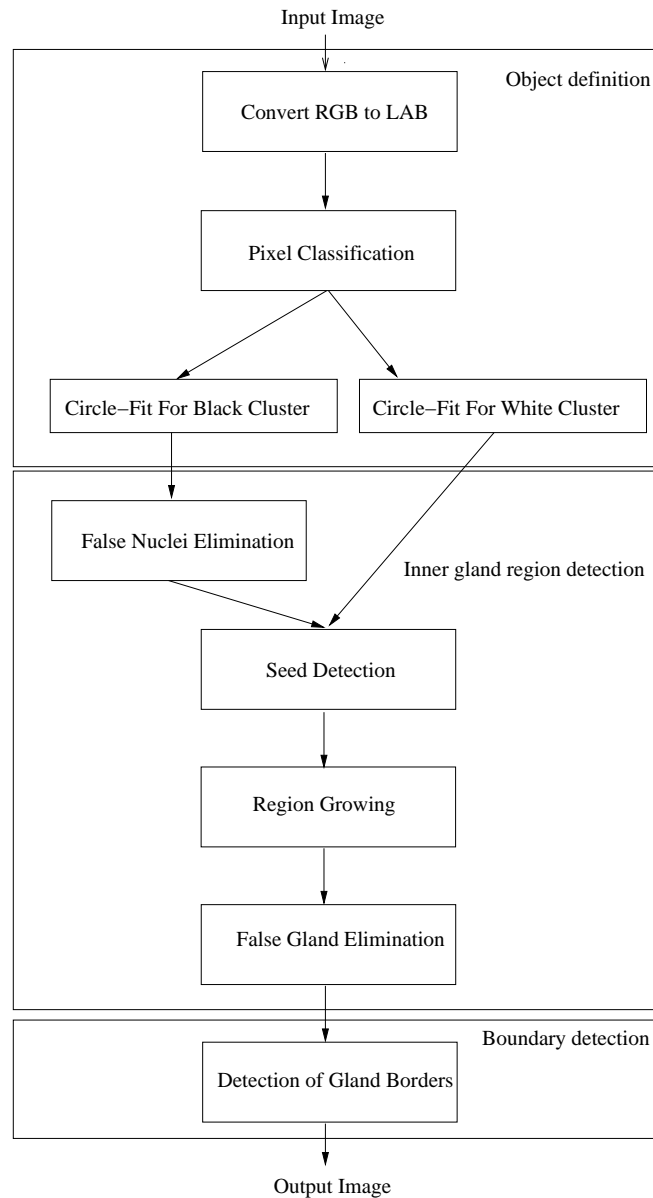 Input Image
Object definition
Convert RGB to LAB
Pixel Classification
Circle−Fit For Black Cluster
Circle−Fit For White Cluster
False Nuclei Elimination
Inner gland region detection
Seed Detection
Region Growing
False Gland Elimination
Boundary detection
Detection of Gland Borders
Output Image